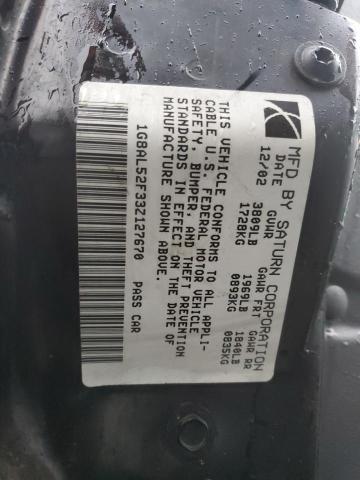 MFD BY SATURN CORPORATION
DATE GVWR GAWR FRT GAWR RR
12/02 3809LB 1969LB 1840LB
1728KG 0893KG 0835KG
THIS VEHICLE CONFORMS TO ALL APPLI-
CABLE U.S. FEDERAL MOTOR VEHICLE
SAFETY, BUMPER, AND THEFT PREVENTION
STANDARDS IN EFFECT ON THE DATE OF
MANUFACTURE SHOWN ABOVE.
1G8AL52F33Z127670 PASS CAR